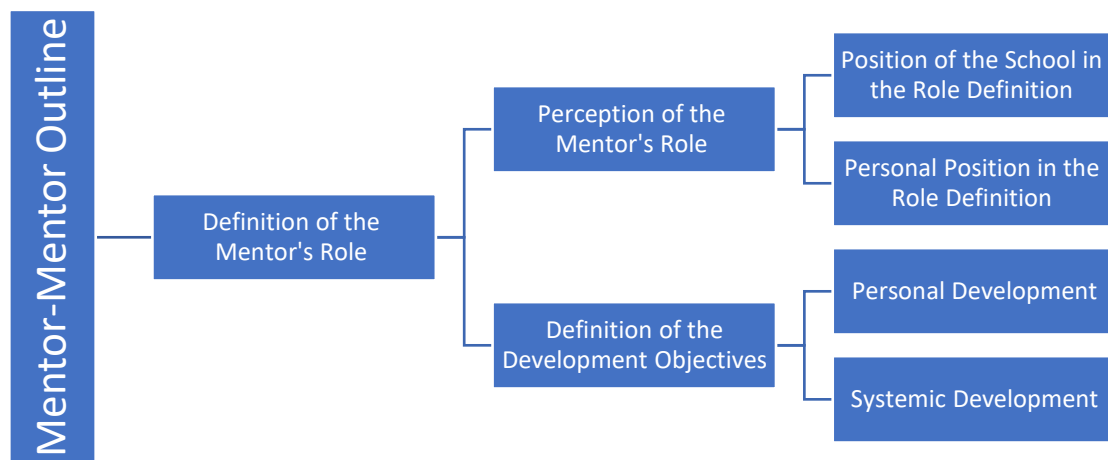 Mentor-Mentor Outline
Definition of the
Mentor's Role
Perception of the
Mentor's Role
Position of the School in
the Role Definition
Personal Position in the
Role Definition
Definition of the
Development Objectives
Personal Development
Systemic Development